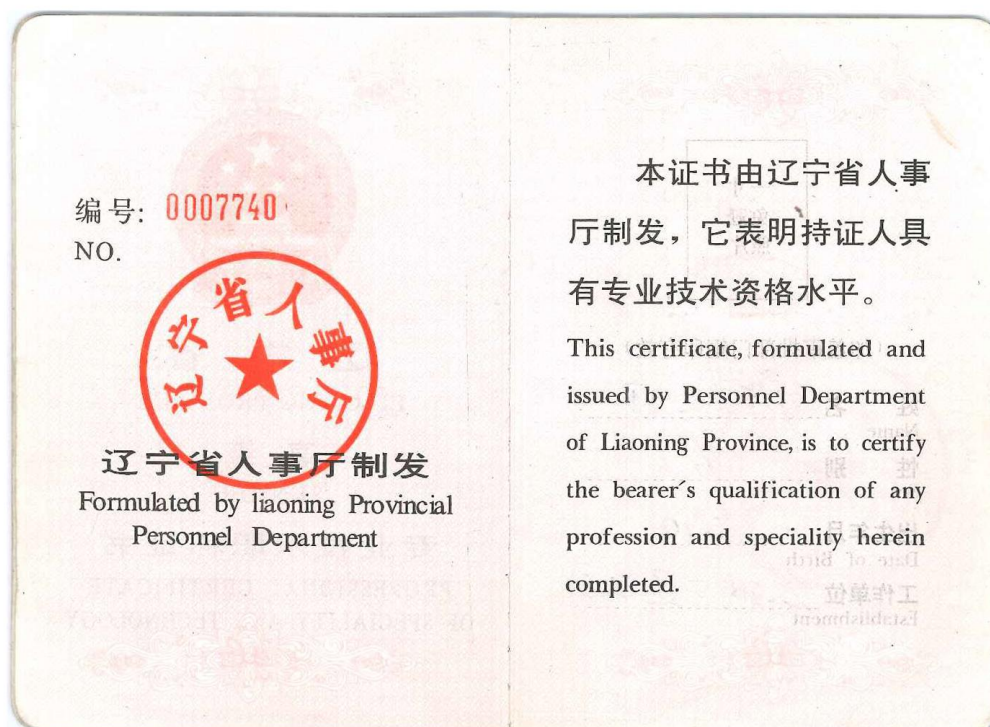 编号: 0007740
NO.
辽宁省人事厅
辽宁省人事厅制发
Formulated by liaoning Provincial
Personnel Department
本证书由辽宁省人事
厅制发，它表明持证人具
有专业技术资格水平。
This certificate, formulated and
issued by Personnel Department
of Liaoning Province, is to certify
the bearer's qualification of any
profession and speciality herein
completed.